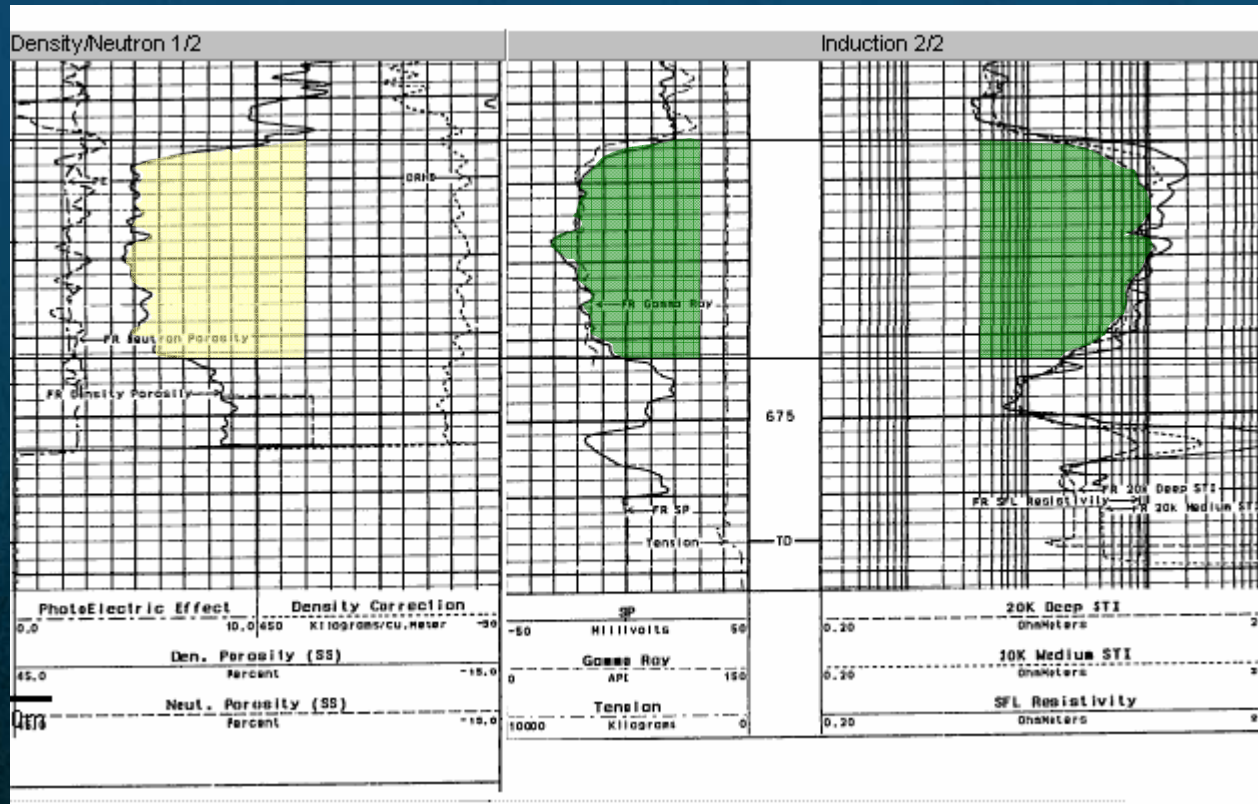 Density/Neutron 1/2
Induction 2/2
PE
DRHO
FR Gamma Ray
FR Neutron Porosity
FR Density Porosity
675
FR 20k Deep STI
FR SFL Resistivity
FR 20k Medium STI
FR SP
Tension
TD
PhotoElectric Effect
Density Correction
0.0 10.0 450 Kilograms/cu.Meter -50
Den. Porosity (SS)
45.0 Percent -15.0
Neut. Porosity (SS)
Percent -15.0
SP
-50 Millivolts 50
Gamma Ray
0 API 150
Tension
10000 Kilograms 0
20K Deep STI
0.20 OhmMeters 2
20K Medium STI
0.20 OhmMeters 2
SFL Resistivity
0.20 OhmMeters 2